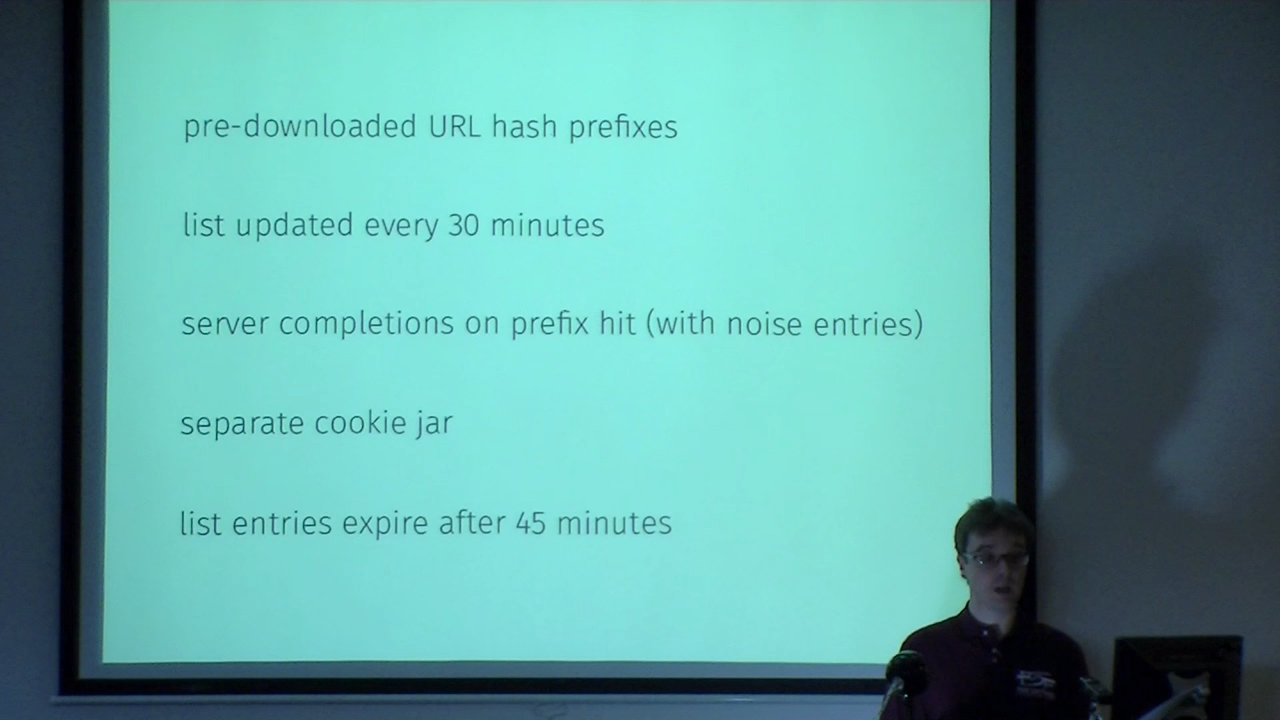 pre-downloaded URL hash prefixes
list updated every 30 minutes
server completions on prefix hit (with noise entries)
separate cookie jar
list entries expire after 45 minutes